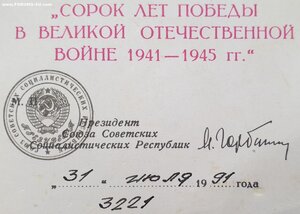 „СОРОК ЛЕТ ПОБЕДЫ
В ВЕЛИКОЙ ОТЕЧЕСТВЕННОЙ
ВОЙНЕ 1941—1945 гг.“
М. П.
Президент
Союза Советских
Социалистических Республик
М. Горбачев
„31“ июля 1991 года
3221